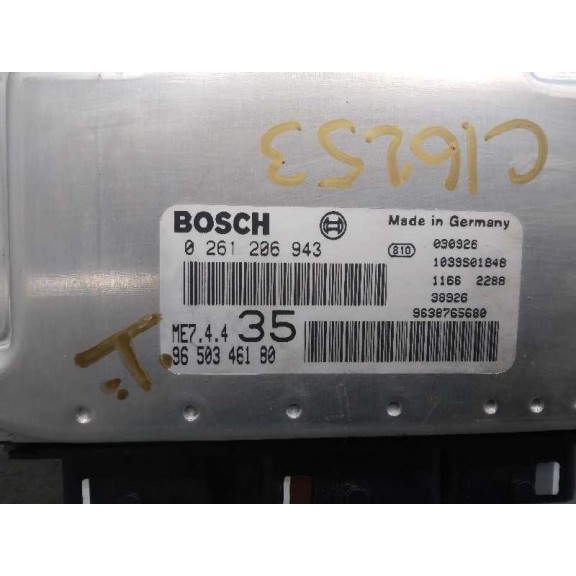 C16253
BOSCH
Made in Germany
0 261 206 943
810
030926
1039S01848
1166 2288
38926
9638765680
ME7.4.4 35
96 503 461 80